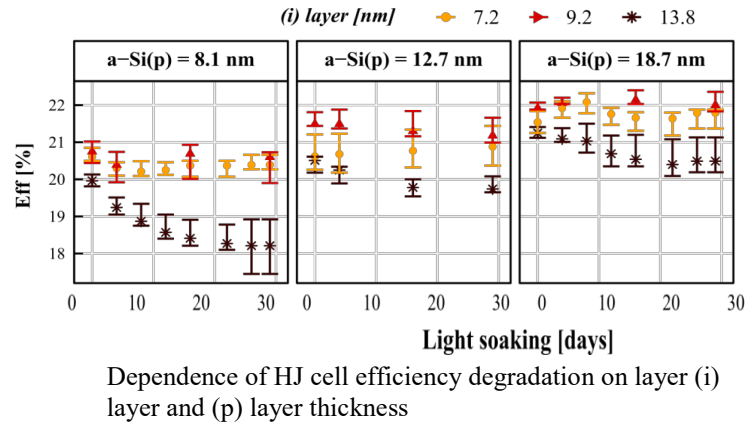 (i) layer [nm] 7.2 9.2 13.8
a−Si(p) = 8.1 nm a−Si(p) = 12.7 nm a−Si(p) = 18.7 nm
Eff [%]
22
21
20
19
18
0 10 20 30 0 10 20 30 0 10 20 30
Light soaking [days]
Dependence of HJ cell efficiency degradation on layer (i)
layer and (p) layer thickness